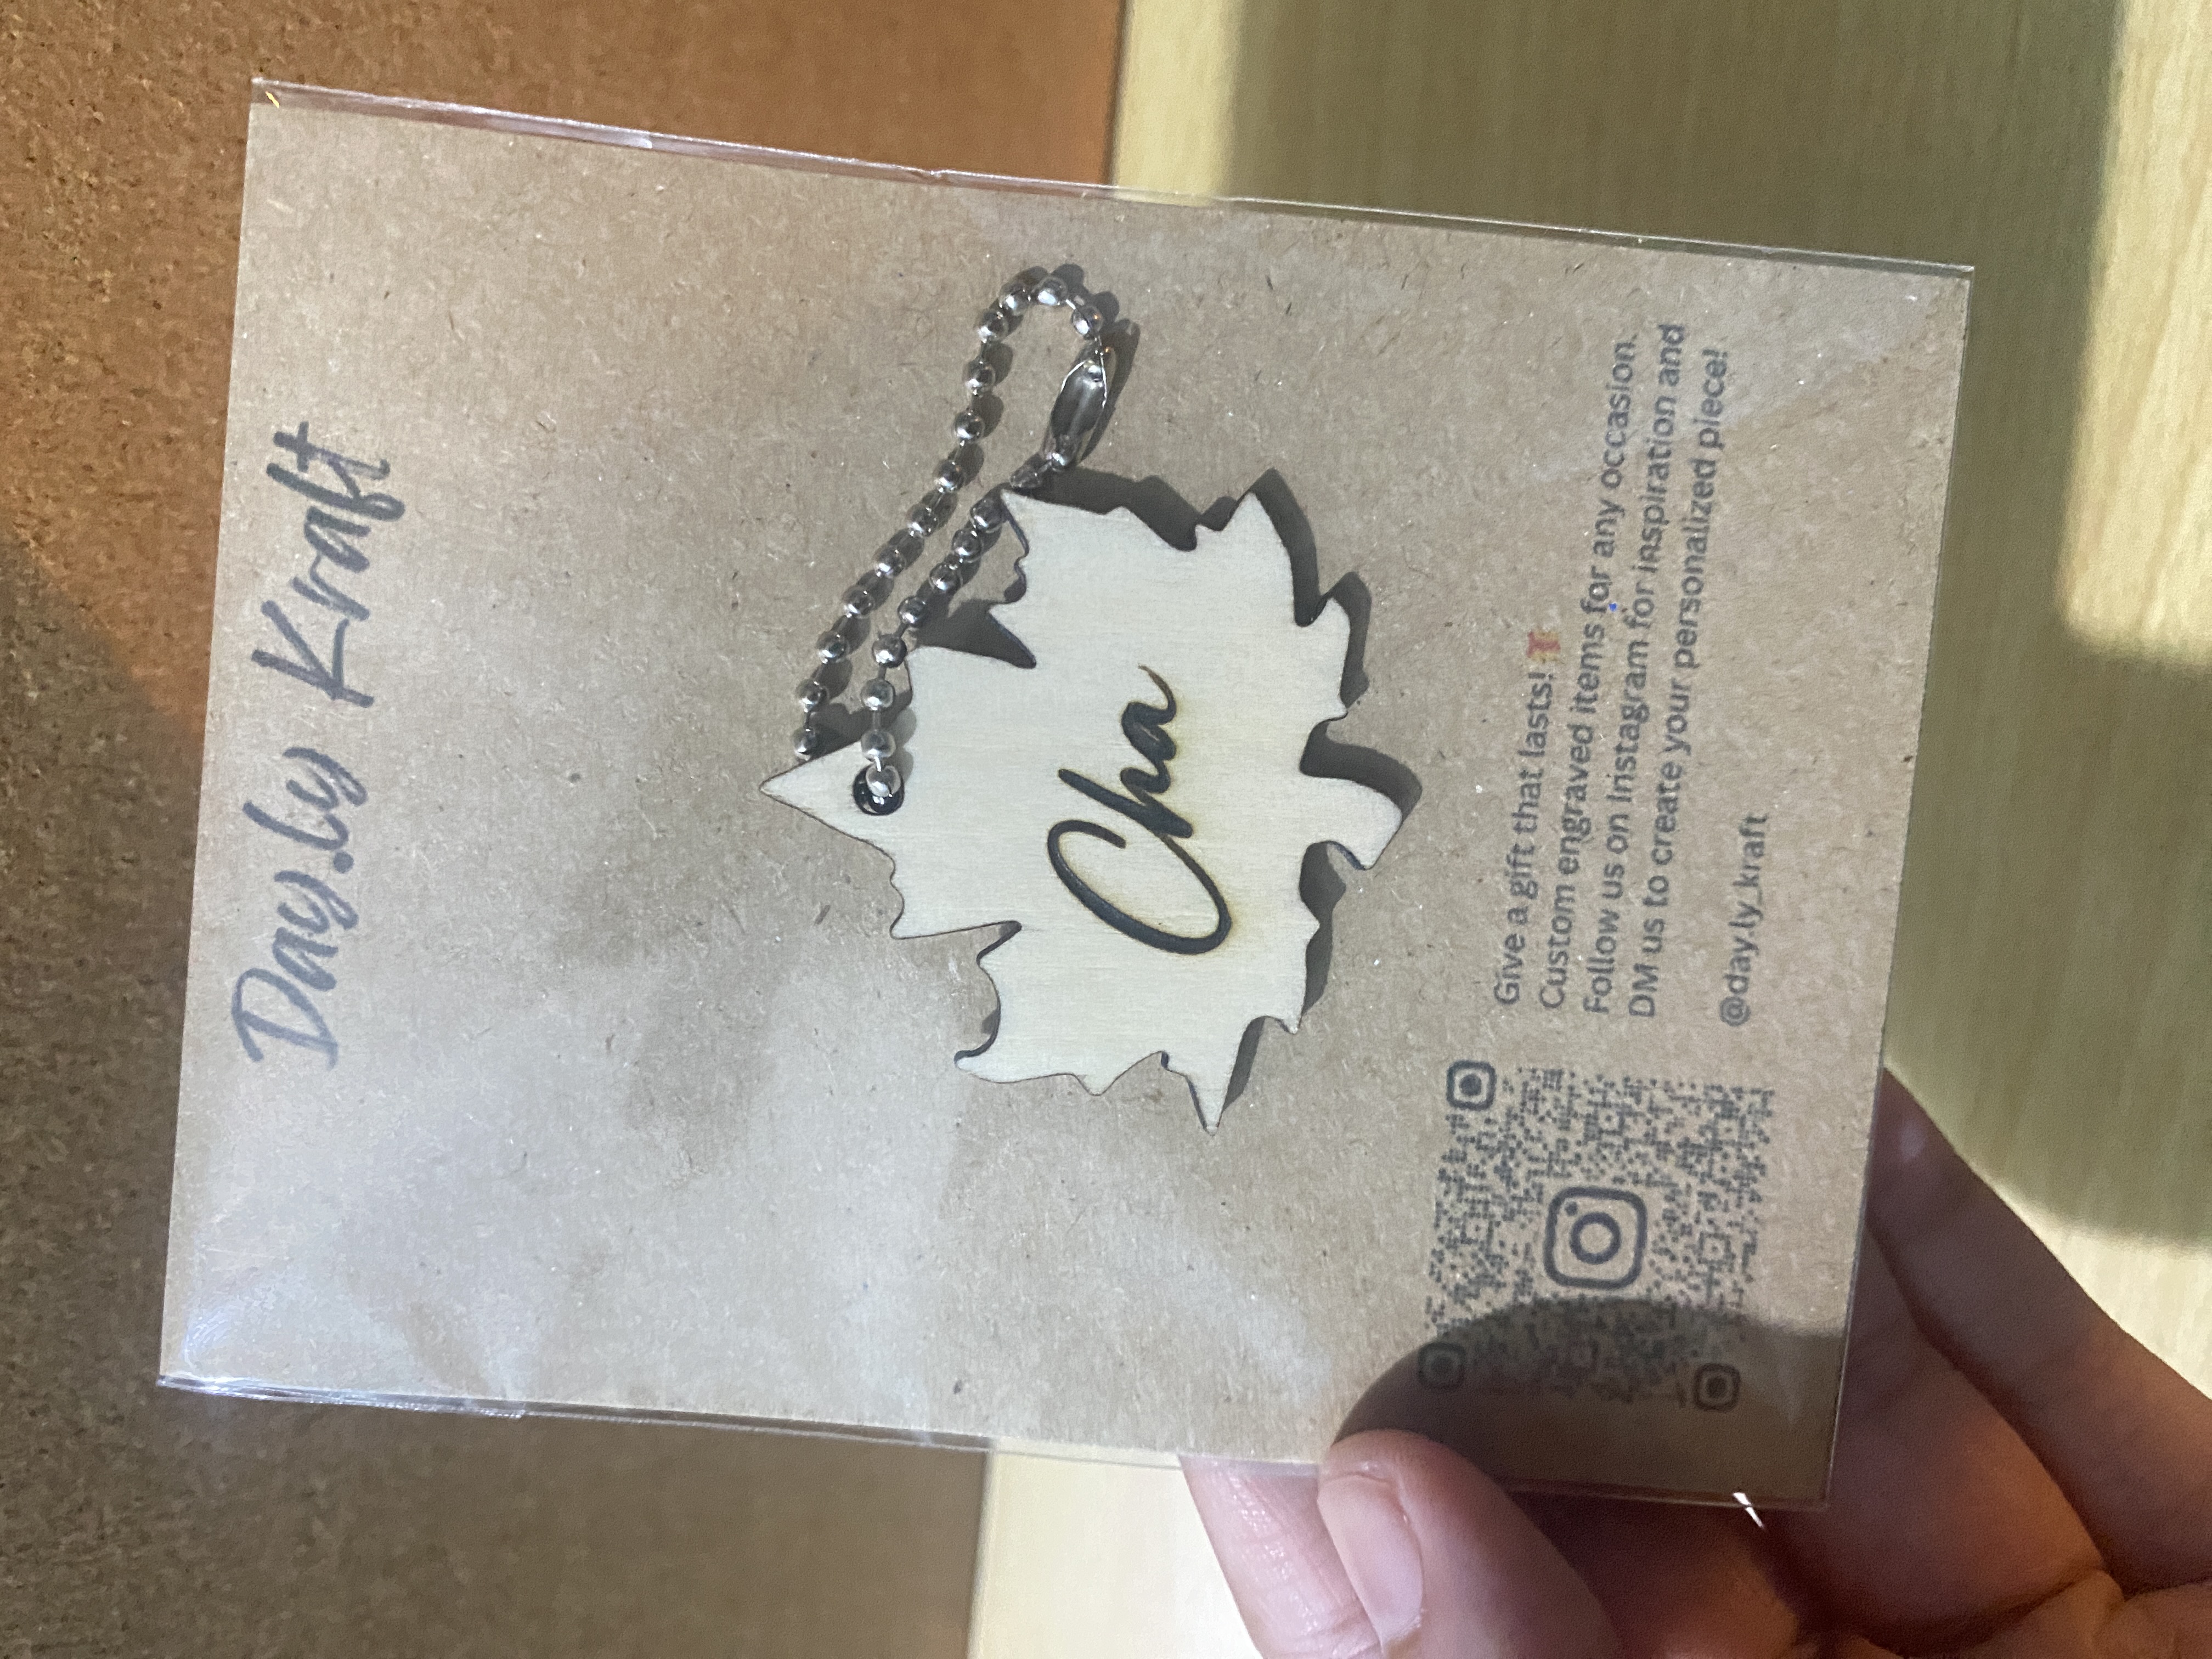 Day.ly Kraft
Cha
Give a gift that lasts! 🎁
Custom engraved items for any occasion.
Follow us on Instagram for inspiration and
DM us to create your personalized piece!
@day.ly_kraft